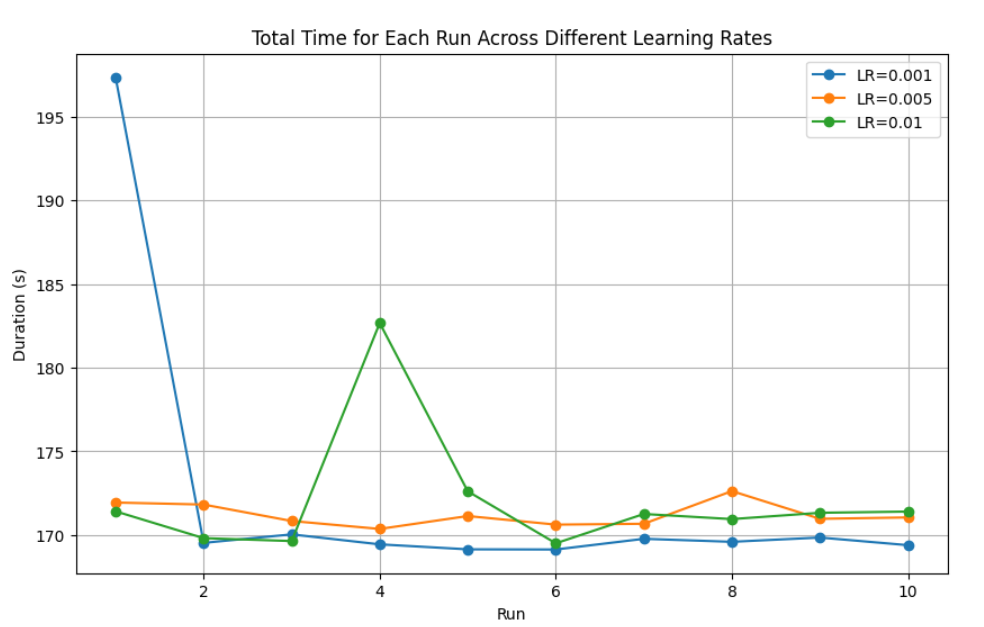 Total Time for Each Run Across Different Learning Rates
LR=0.001
LR=0.005
LR=0.01
195
190
185
180
175
170
Duration (s)
2 4 6 8 10
Run